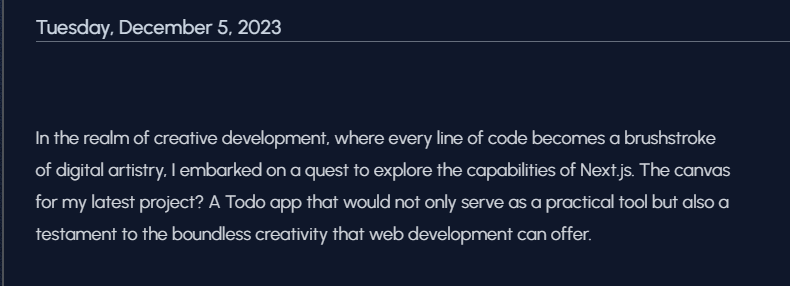 Tuesday, December 5, 2023
In the realm of creative development, where every line of code becomes a brushstroke
of digital artistry, I embarked on a quest to explore the capabilities of Next.js. The canvas
for my latest project? A Todo app that would not only serve as a practical tool but also a
testament to the boundless creativity that web development can offer.